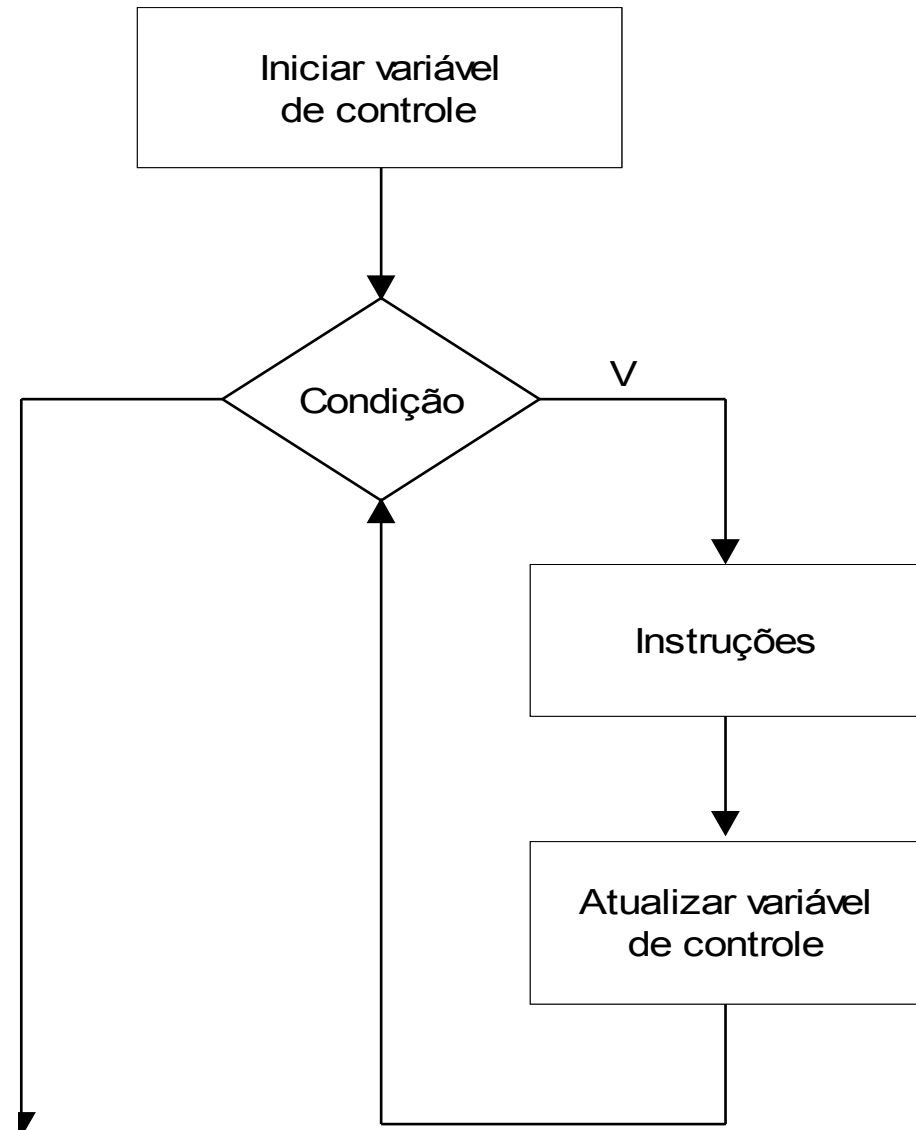 Iniciar variável
de controle
Condição
V
Instruções
Atualizar variável
de controle